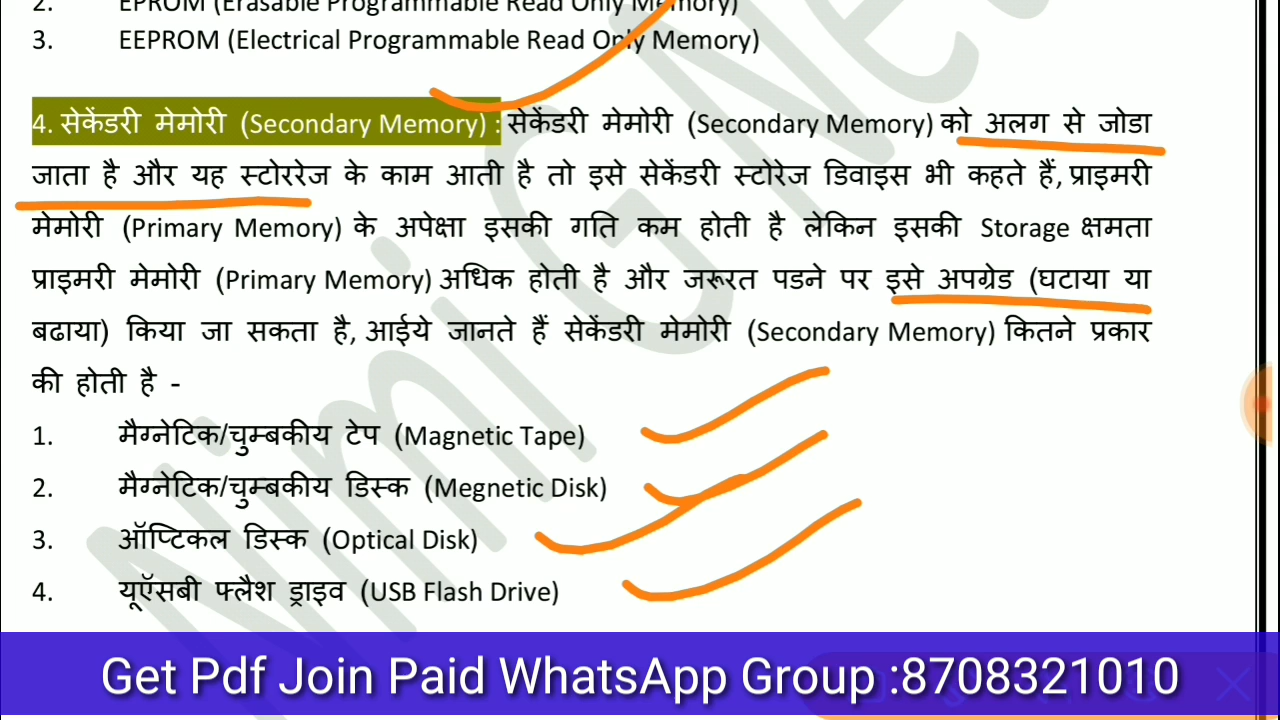 2. EPROM (Erasable Programmable Read Only Memory)
3. EEPROM (Electrical Programmable Read Only Memory)
4. सेकेंडरी मेमोरी (Secondary Memory) : सेकेंडरी मेमोरी (Secondary Memory) को अलग से जोडा
जाता है और यह स्टोररेज के काम आती है तो इसे सेकेंडरी स्टोरेज डिवाइस भी कहते हैं, प्राइमरी
मेमोरी (Primary Memory) के अपेक्षा इसकी गति कम होती है लेकिन इसकी Storage क्षमता
प्राइमरी मेमोरी (Primary Memory) अधिक होती है और जरूरत पडने पर इसे अपग्रेड (घटाया या
बढाया) किया जा सकता है, आईये जानते हैं सेकेंडरी मेमोरी (Secondary Memory) कितने प्रकार
की होती है -
1. मैग्नेटिक/चुम्बकीय टेप (Magnetic Tape)
2. मैग्नेटिक/चुम्बकीय डिस्क (Megnetic Disk)
3. ऑप्टिकल डिस्क (Optical Disk)
4. यूऍसबी फ्लैश ड्राइव (USB Flash Drive)
Get Pdf Join Paid WhatsApp Group :8708321010